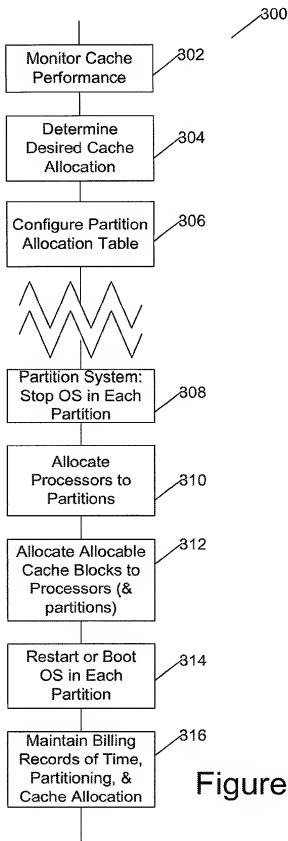 300
Monitor Cache
Performance
302
Determine
Desired Cache
Allocation
304
Configure Partition
Allocation Table
306
Partition System:
Stop OS in Each
Partition
308
Allocate
Processors to
Partitions
310
Allocate Allocable
Cache Blocks to
Processors (&
partitions)
312
Restart or Boot
OS in Each
Partition
314
Maintain Billing
Records of Time,
Partitioning, &
Cache Allocation
316
Figure